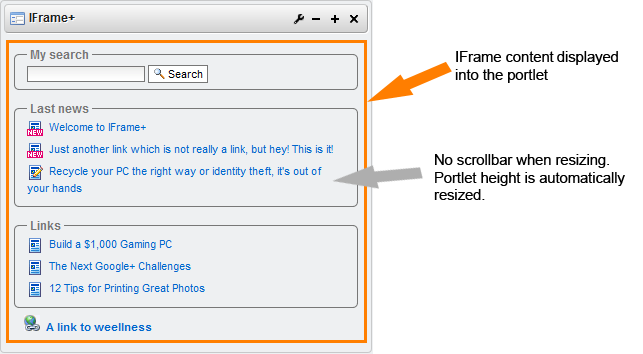 IFrame+
My search
Search
Last news
NEW
Welcome to IFrame+
NEW
Just another link which is not really a link, but hey! This is it!
Recycle your PC the right way or identity theft, it's out of
your hands
Links
Build a $1,000 Gaming PC
The Next Google+ Challenges
12 Tips for Printing Great Photos
A link to weellness
IFrame content displayed
into the portlet
No scrollbar when resizing.
Portlet height is automatically
resized.